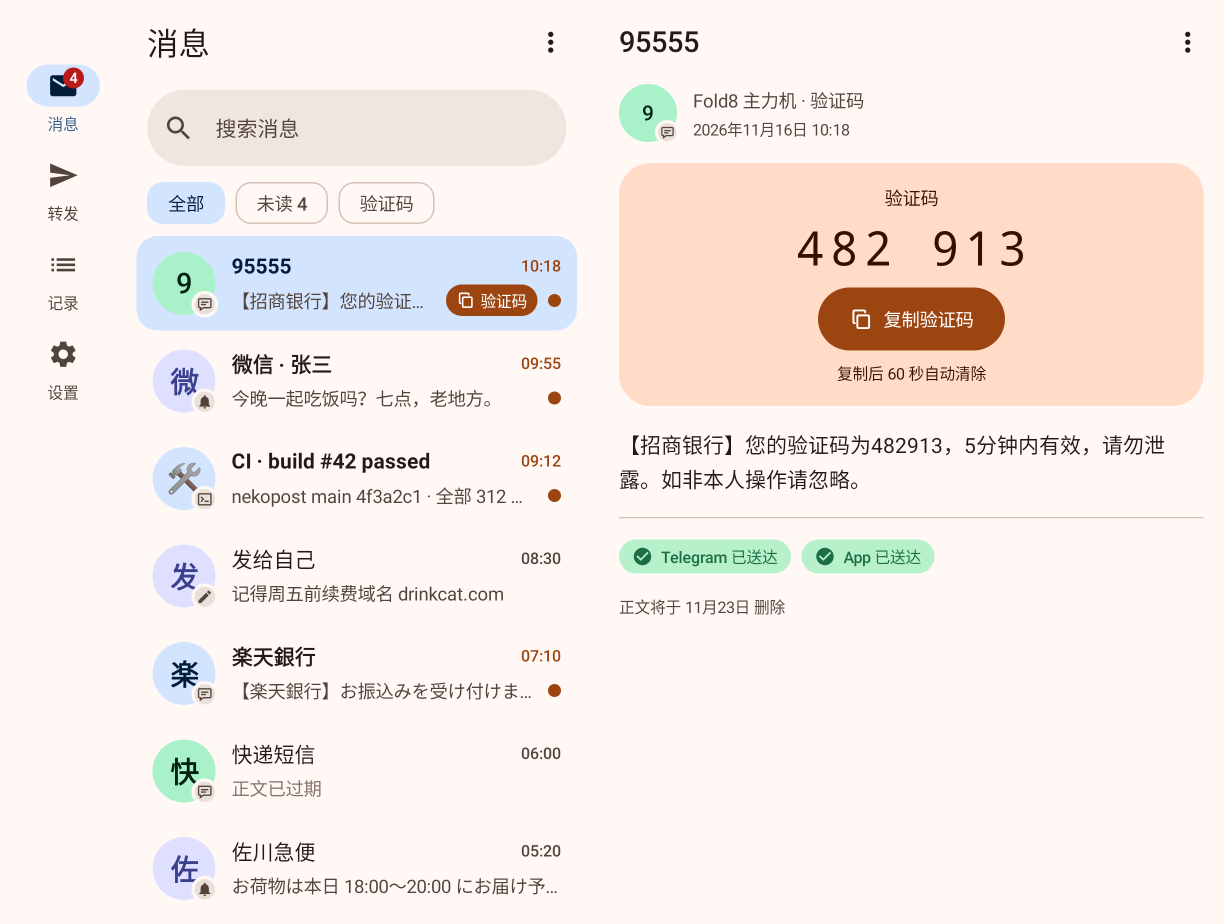 4
消息
转发
记录
设置
消息
搜索消息
全部
未读 4
验证码
9
95555
10:18
【招商银行】您的验证…
验证码
微
微信 · 张三
09:55
今晚一起吃饭吗？七点，老地方。
CI · build #42 passed
09:12
nekopost main 4f3a2c1 · 全部 312 …
发
发给自己
08:30
记得周五前续费域名 drinkcat.com
楽
楽天銀行
07:10
【楽天銀行】お振込みを受け付けま…
快
快递短信
06:00
正文已过期
佐
佐川急便
05:20
お荷物は本日 18:00〜20:00 にお届け予…
95555
9
Fold8 主力机 · 验证码
2026年11月16日 10:18
验证码
482 913
复制验证码
复制后 60 秒自动清除
【招商银行】您的验证码为482913，5分钟内有效，请勿泄
露。如非本人操作请忽略。
Telegram 已送达
App 已送达
正文将于 11月23日 删除